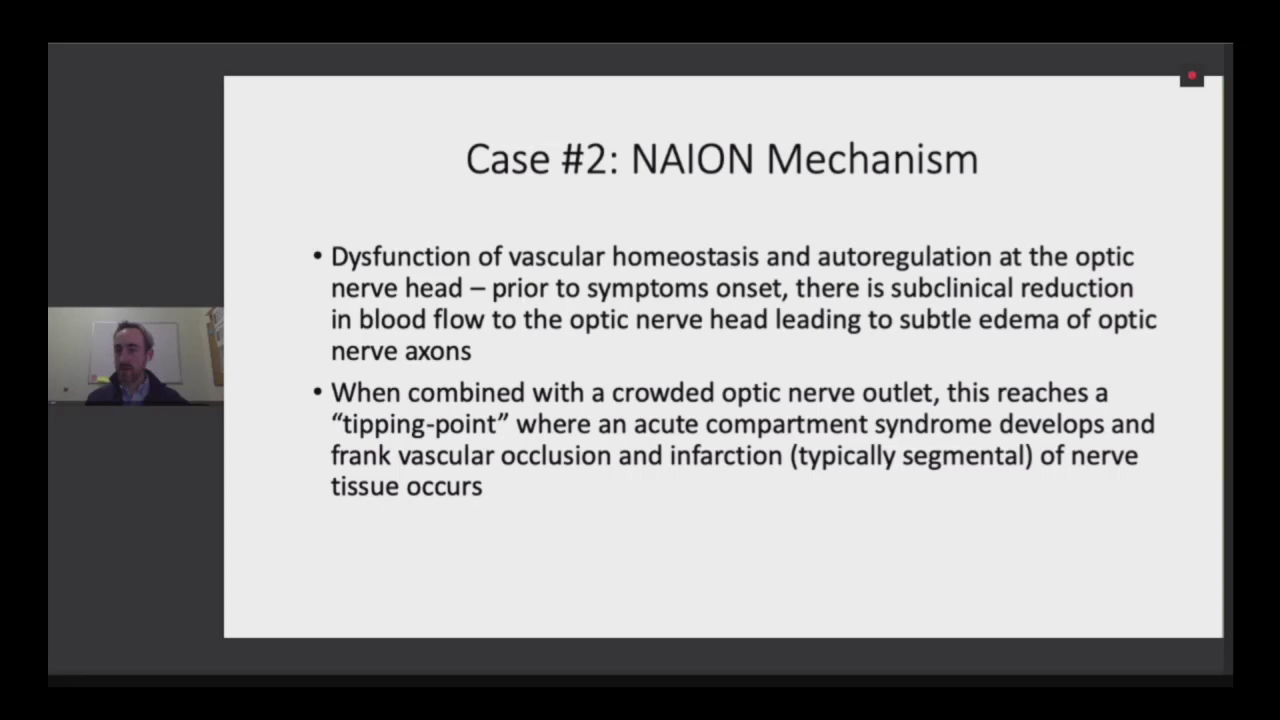 Case #2: NAION Mechanism
• Dysfunction of vascular homeostasis and autoregulation at the optic
nerve head – prior to symptoms onset, there is subclinical reduction
in blood flow to the optic nerve head leading to subtle edema of optic
nerve axons
• When combined with a crowded optic nerve outlet, this reaches a
“tipping-point” where an acute compartment syndrome develops and
frank vascular occlusion and infarction (typically segmental) of nerve
tissue occurs